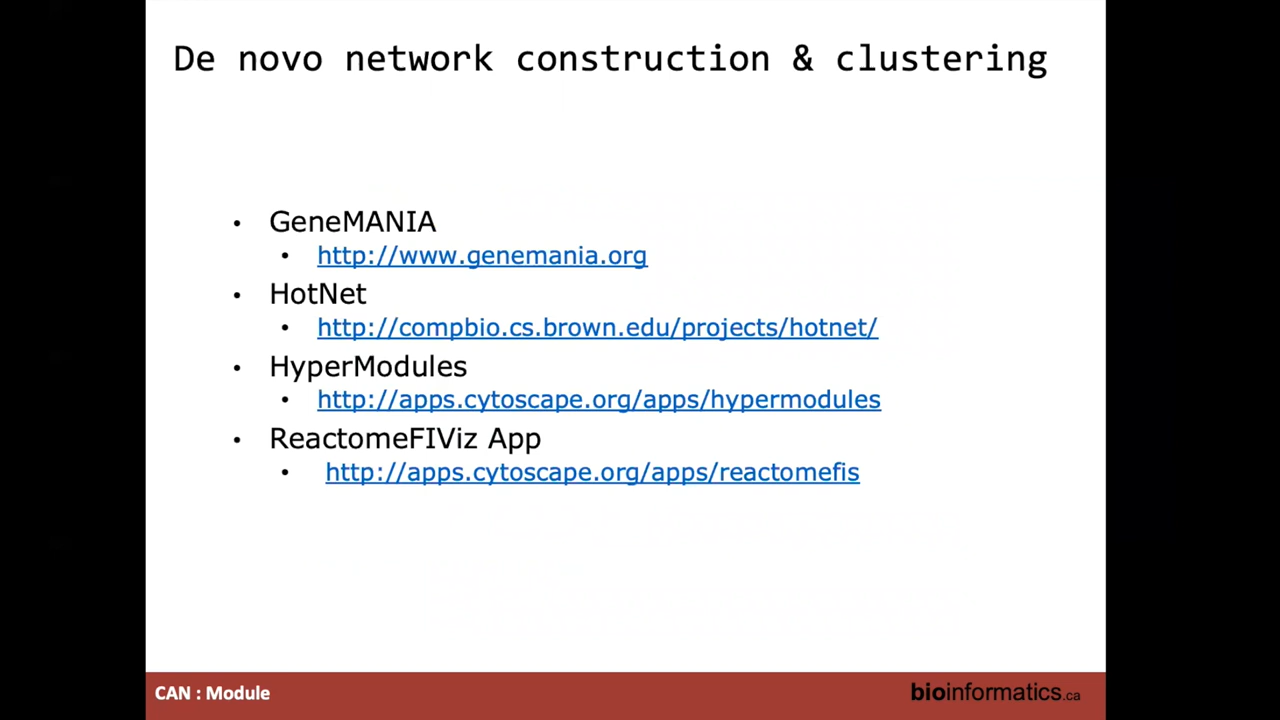 De novo network construction & clustering
• GeneMANIA
• http://www.genemania.org
• HotNet
• http://compbio.cs.brown.edu/projects/hotnet/
• HyperModules
• http://apps.cytoscape.org/apps/hypermodules
• ReactomeFIViz App
• http://apps.cytoscape.org/apps/reactomefis
CAN : Module
bioinformatics.ca